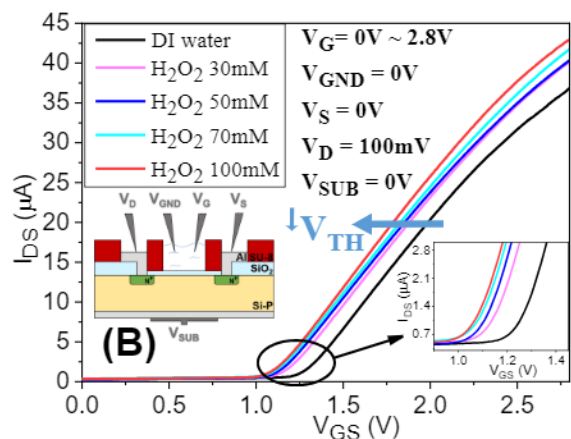 45
40
35
30
25
20
15
10
5
0
I_DS (µA)
DI water
H₂O₂ 30mM
H₂O₂ 50mM
H₂O₂ 70mM
H₂O₂ 100mM
V_G= 0V ~ 2.8V
V_GND = 0V
V_S = 0V
V_D = 100mV
V_SUB = 0V
↓V_TH
V_D V_GND V_G V_S
Al SU-8
SiO₂
N⁺ N⁺
Si-P
V_SUB
(B)
2.8
2.1
1.4
0.7
I_DS (µA)
1.0 1.2 1.4
V_GS (V)
0.0 0.5 1.0 1.5 2.0 2.5
V_GS (V)